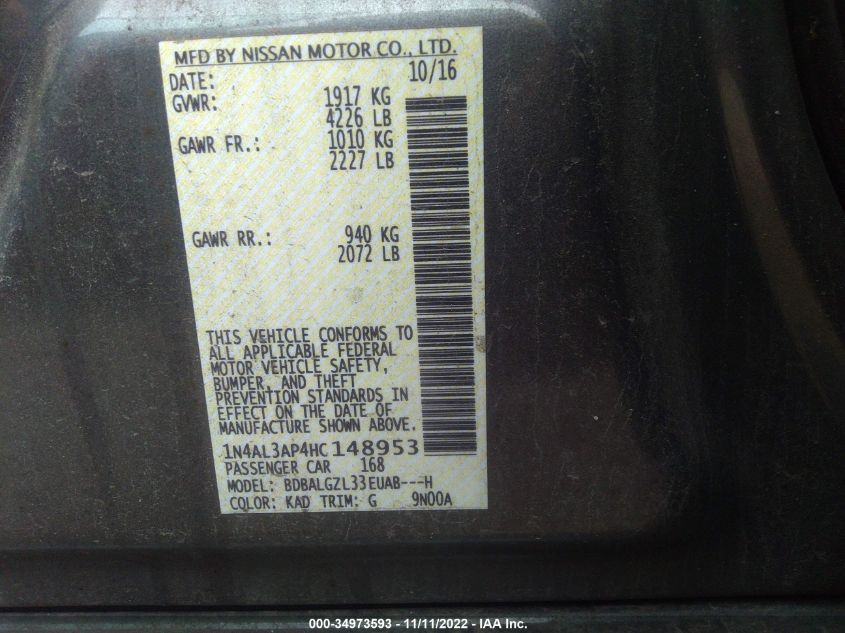 MFD BY NISSAN MOTOR CO., LTD.
DATE: 10/16
GVWR: 1917 KG
4226 LB
GAWR FR.: 1010 KG
2227 LB
GAWR RR.: 940 KG
2072 LB
THIS VEHICLE CONFORMS TO
ALL APPLICABLE FEDERAL
MOTOR VEHICLE SAFETY,
BUMPER, AND THEFT
PREVENTION STANDARDS IN
EFFECT ON THE DATE OF
MANUFACTURE SHOWN ABOVE.
1N4AL3AP4HC148953
PASSENGER CAR 168
MODEL: BDBALGZL33EUAB---H
COLOR: KAD TRIM: G 9N00A
000-34973593 - 11/11/2022 - IAA Inc.